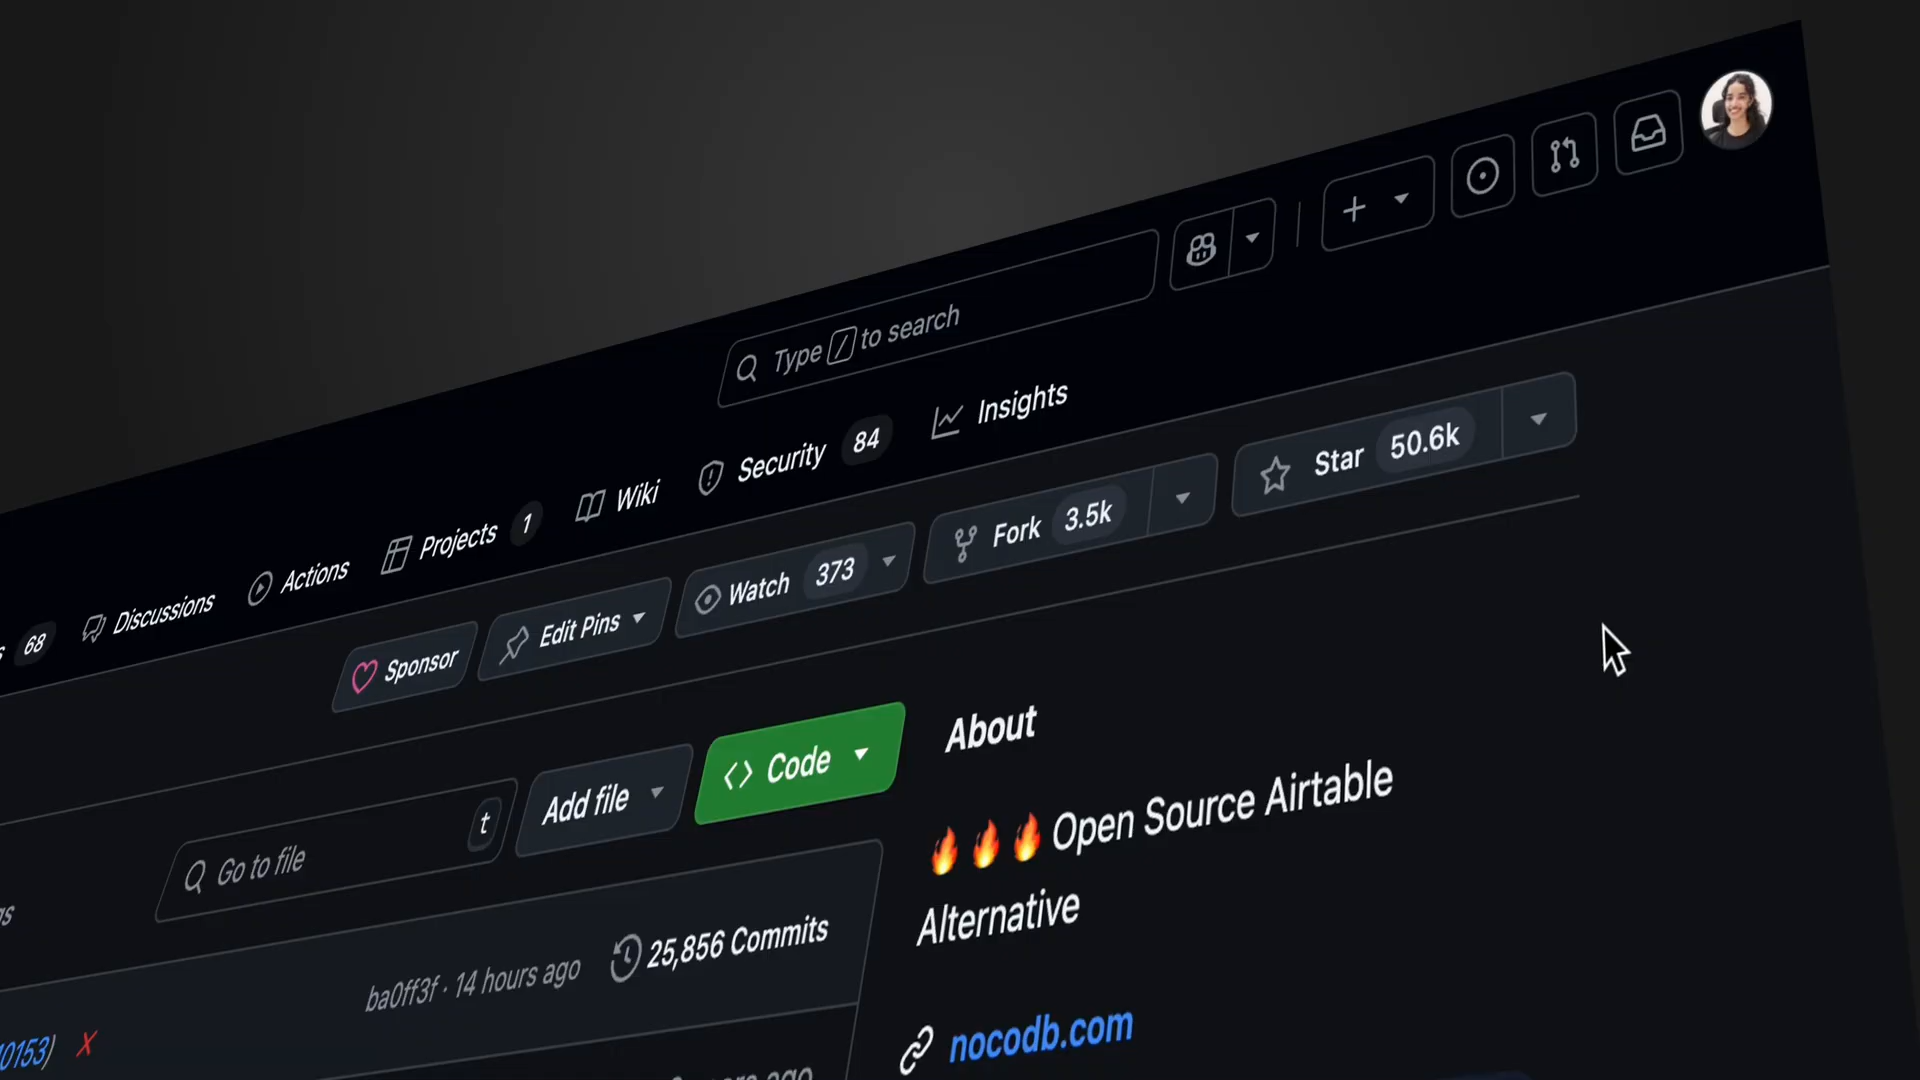 Type / to search
68
Discussions
Actions
Projects 1
Wiki
Security 84
Insights
Sponsor
Edit Pins
Watch 373
Fork 3.5k
Star 50.6k
Go to file t
Add file
Code
About
🔥🔥🔥 Open Source Airtable
Alternative
ba0ff3f · 14 hours ago
25,856 Commits
nocodb.com
0153)
ago